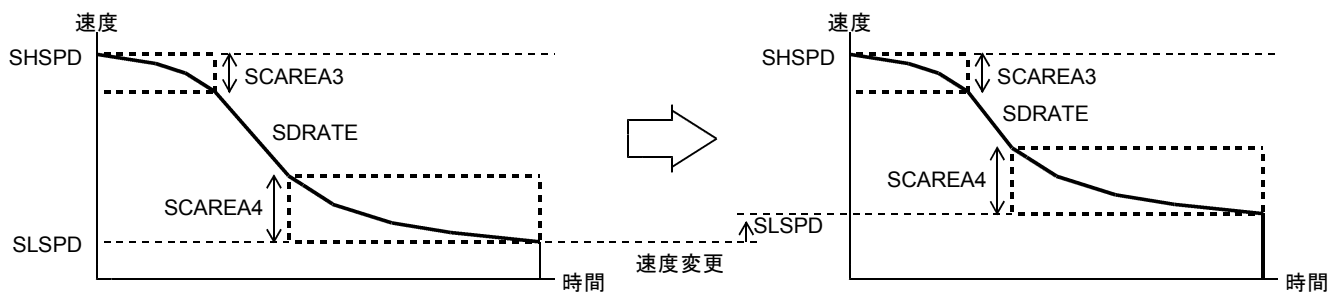 速度
SHSPD
SCAREA3
SDRATE
SCAREA4
SLSPD
時間
速度変更
速度
SHSPD
SCAREA3
SDRATE
SCAREA4
SLSPD
時間